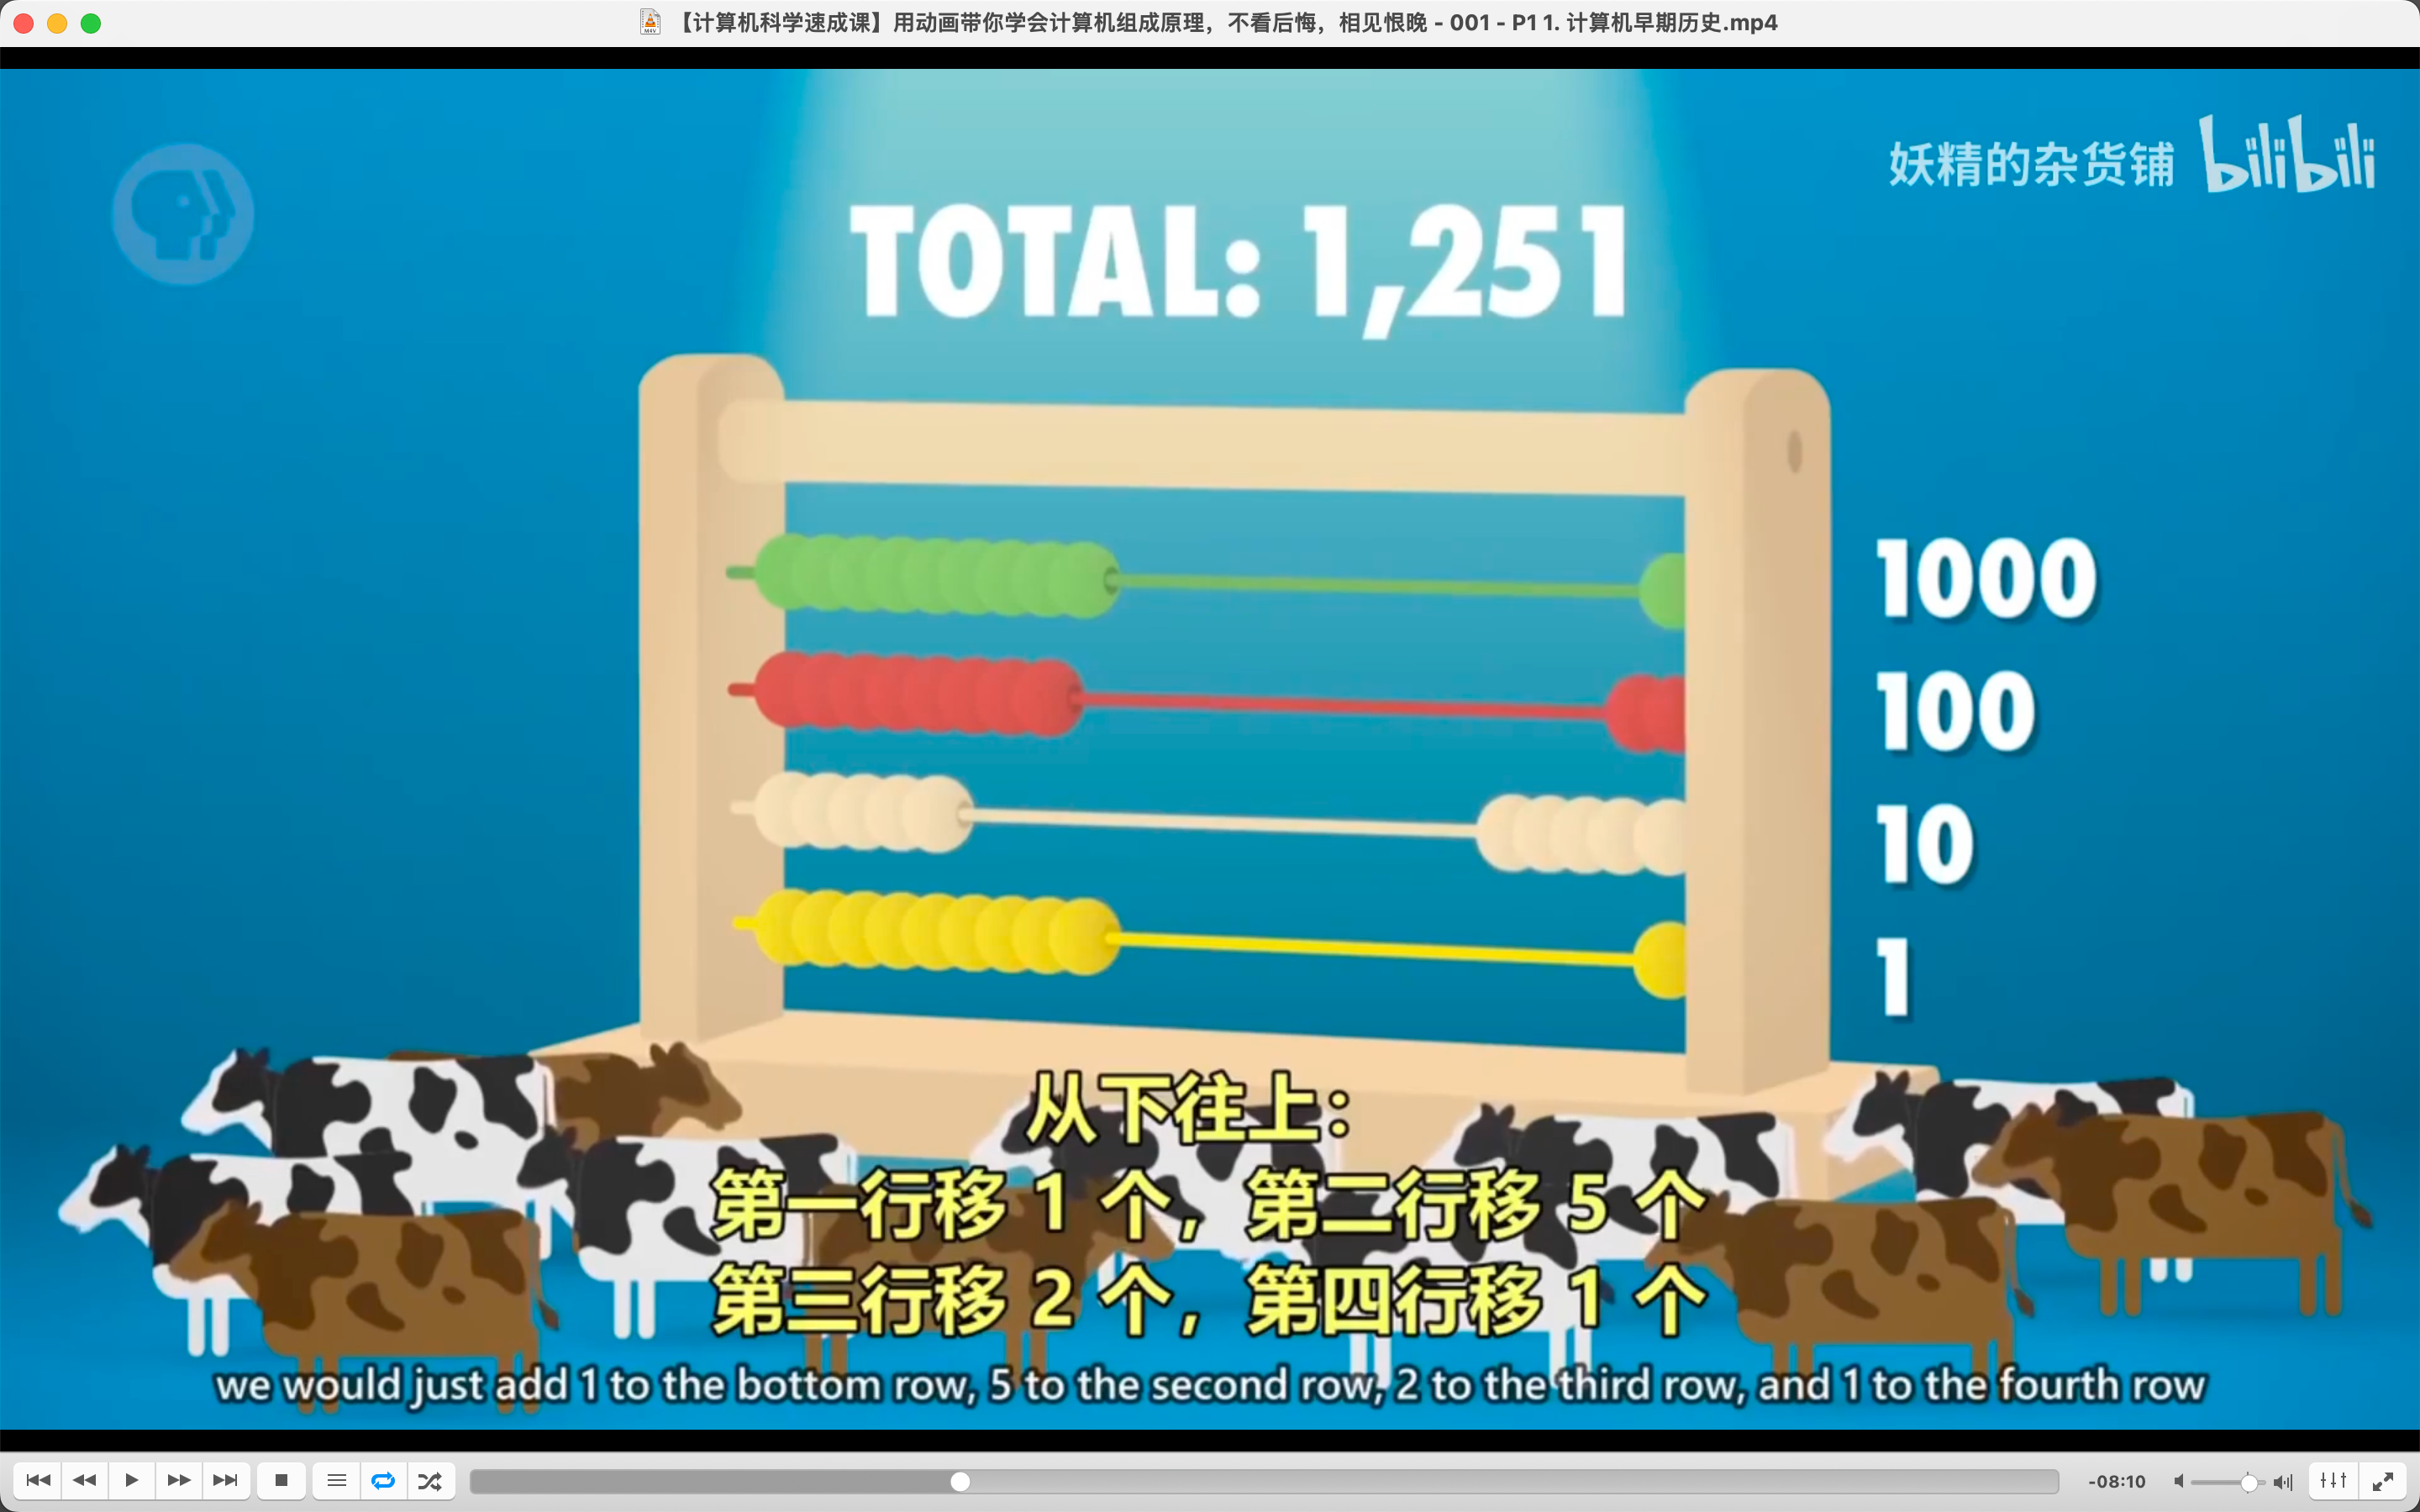 【计算机科学速成课】用动画带你学会计算机组成原理，不看后悔，相见恨晚 - 001 - P1 1. 计算机早期历史.mp4
妖精的杂货铺 bilibili
TOTAL: 1,251
1000
100
10
1
从下往上：
第一行移 1 个，第二行移 5 个
第三行移 2 个，第四行移 1 个
we would just add 1 to the bottom row, 5 to the second row, 2 to the third row, and 1 to the fourth row
-08:10